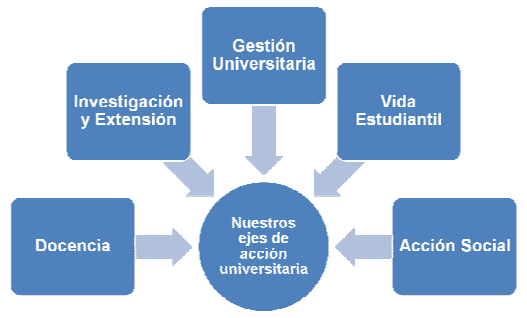 Gestión
Universitaria
Investigación
y Extensión
Vida
Estudiantil
Docencia
Nuestros
ejes de
acción
universitaria
Acción Social